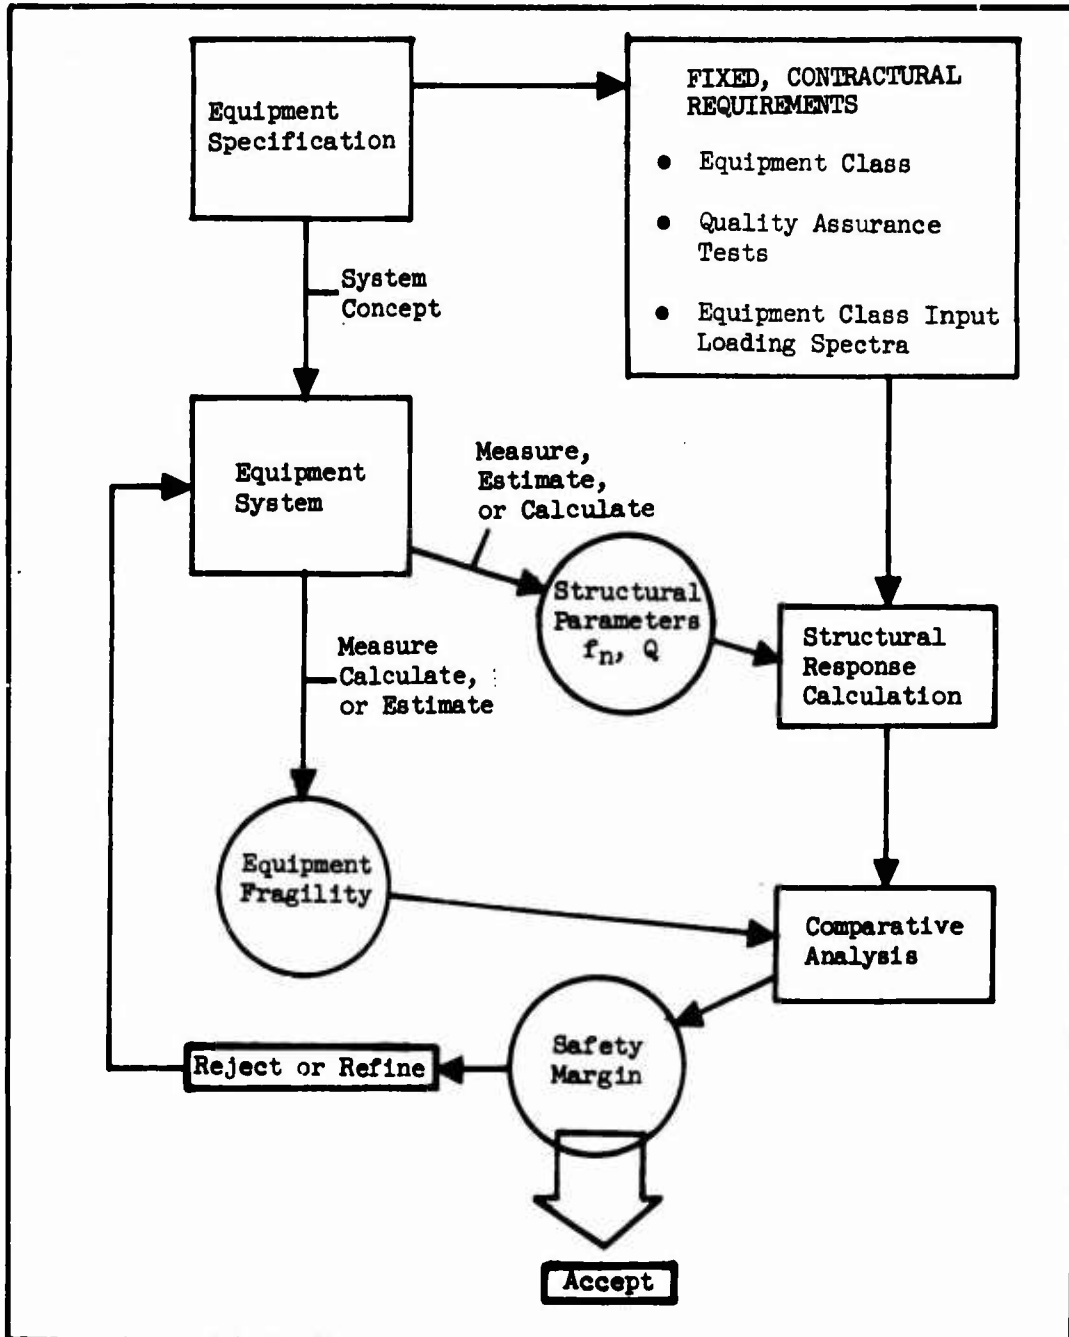 Equipment
Specification
FIXED, CONTRACTURAL
REQUIREMENTS
● Equipment Class
● Quality Assurance
Tests
● Equipment Class Input
Loading Spectra
System
Concept
Equipment
System
Measure,
Estimate,
or Calculate
Structural
Parameters
fn, Q
Structural
Response
Calculation
Measure
Calculate,
or Estimate
Equipment
Fragility
Comparative
Analysis
Safety
Margin
Reject or Refine
Accept